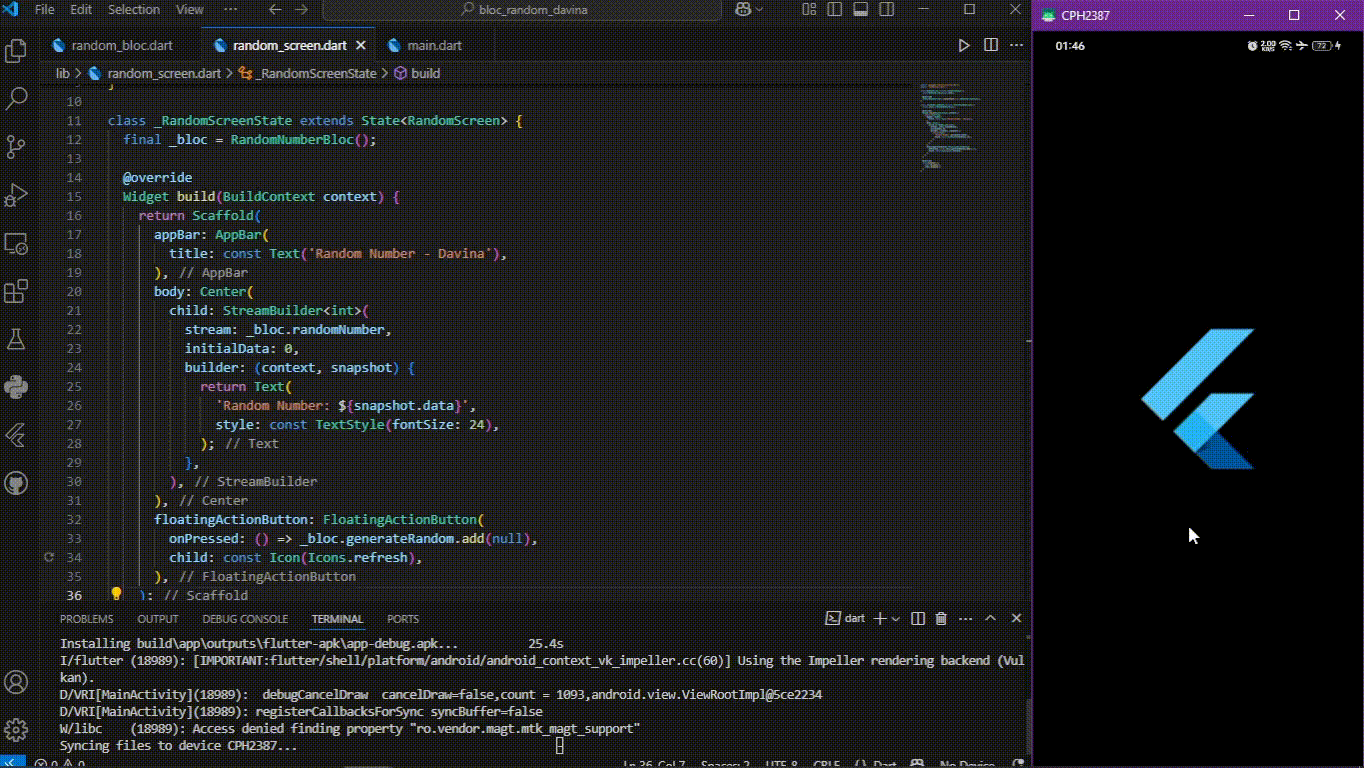 File Edit Selection View ··· bloc_random_davina
random_bloc.dart random_screen.dart main.dart
lib > random_screen.dart > _RandomScreenState > build
10
11 class _RandomScreenState extends State<RandomScreen> {
12 final _bloc = RandomNumberBloc();
13
14 @override
15 Widget build(BuildContext context) {
16 return Scaffold(
17 appBar: AppBar(
18 title: const Text('Random Number - Davina'),
19 ), // AppBar
20 body: Center(
21 child: StreamBuilder<int>(
22 stream: _bloc.randomNumber,
23 initialData: 0,
24 builder: (context, snapshot) {
25 return Text(
26 'Random Number: ${snapshot.data}',
27 style: const TextStyle(fontSize: 24),
28 ); // Text
29 },
30 ), // StreamBuilder
31 ), // Center
32 floatingActionButton: FloatingActionButton(
33 onPressed: () => _bloc.generateRandom.add(null),
34 child: const Icon(Icons.refresh),
35 ), // FloatingActionButton
36 ); // Scaffold
PROBLEMS OUTPUT DEBUG CONSOLE TERMINAL PORTS dart
Installing build\app\outputs\flutter-apk\app-debug.apk... 25.4s
I/flutter (18989): [IMPORTANT:flutter/shell/platform/android/android_context_vk_impeller.cc(60)] Using the Impeller rendering backend (Vul
kan).
D/VRI[MainActivity](18989): debugCancelDraw cancelDraw=false,count = 1093,android.view.ViewRootImpl@5ce2234
D/VRI[MainActivity](18989): registerCallbacksForSync syncBuffer=false
W/libc (18989): Access denied finding property "ro.vendor.magt.mtk_magt_support"
Syncing files to device CPH2387...
0 0 Ln 36, Col 7 Spaces: 2 UTF-8 CRLF {} Dart No Device
CPH2387
01:46 2.00 KB/S 72